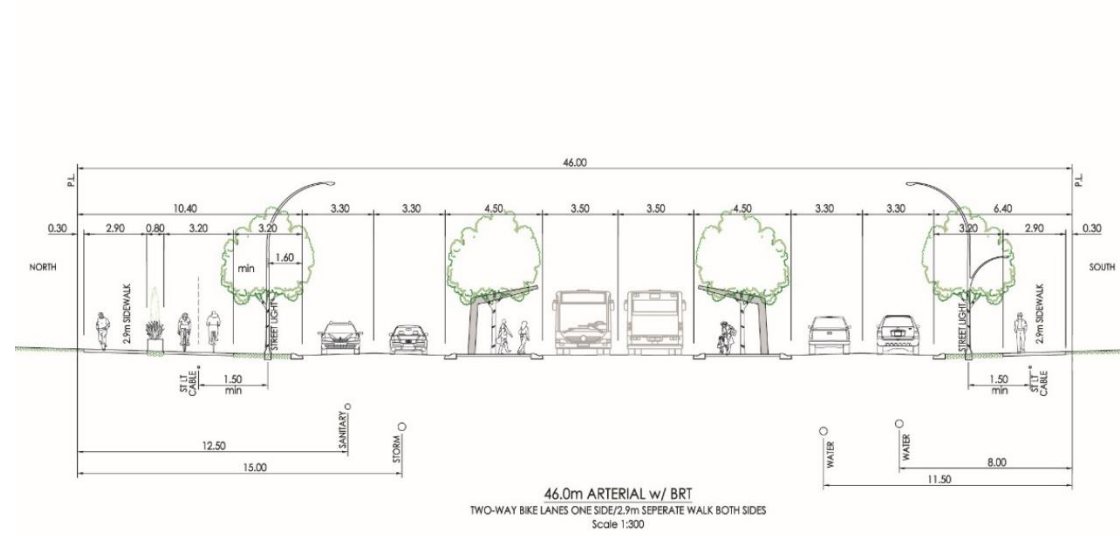 46.00
P.L.
P.L.
10.40
3.30
3.30
4.50
3.50
3.50
4.50
3.30
3.30
6.40
0.30
2.90
0.80
3.20
3.20
3.20
2.90
0.30
NORTH
min
1.60
SOUTH
2.9m SIDEWALK
STREET LIGHT
STREET LIGHT
2.9m SIDEWALK
ST LT
CABLE
1.50
min
1.50
min
ST LT
CABLE
SANITARY
STORM
WATER
WATER
12.50
15.00
8.00
11.50
46.0m ARTERIAL w/ BRT
TWO-WAY BIKE LANES ONE SIDE/2.9m SEPERATE WALK BOTH SIDES
Scale 1:300